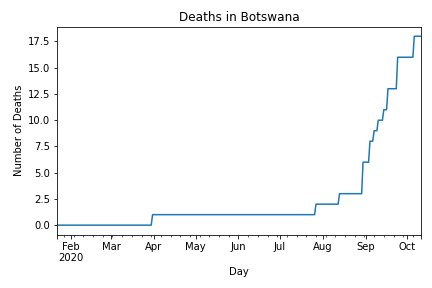 Deaths in Botswana
Number of Deaths
17.5
15.0
12.5
10.0
7.5
5.0
2.5
0.0
Feb Mar Apr May Jun Jul Aug Sep Oct
2020
Day